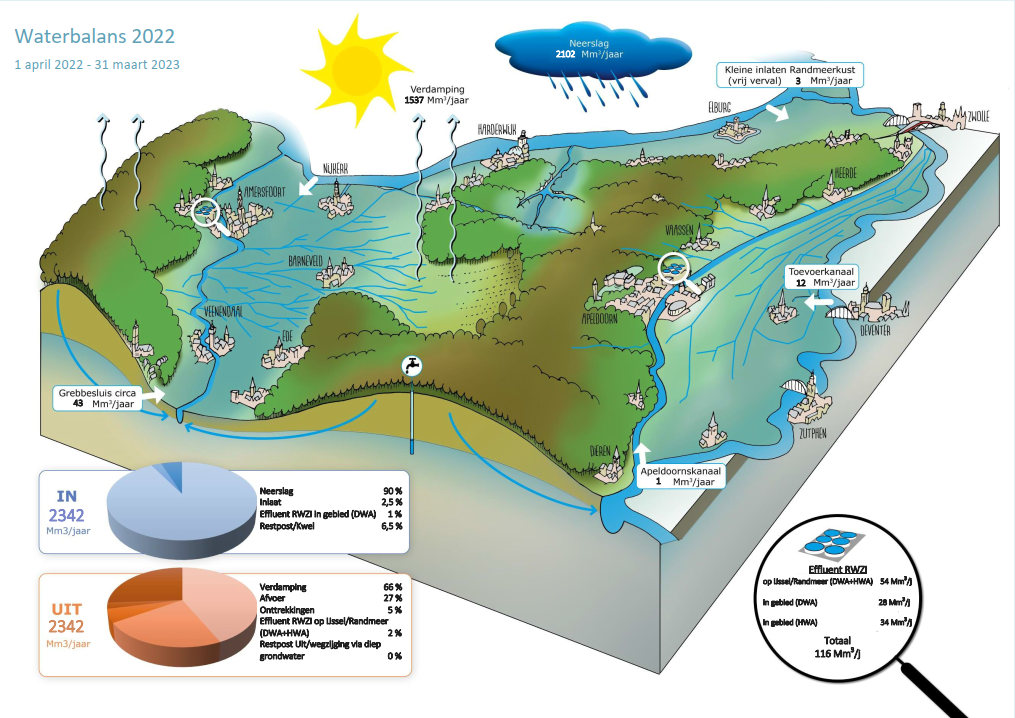 Waterbalans 2022
1 april 2022 - 31 maart 2023
Verdamping
1537 Mm³/jaar
Neerslag
2102 Mm³/jaar
Kleine inlaten Randmeerkust
(vrij verval) 3 Mm³/jaar
ELBURG
ZWOLLE
HARDERWIJK
NIJKERK
HEERDE
AMERSFOORT
VAASSEN
BARNEVELD
Toevoerkanaal
12 Mm³/jaar
VEENENDAAL
APELDOORN
DEVENTER
EDE
Grebbesluis circa
43 Mm³/jaar
ZUTPHEN
DIEREN
Apeldoornskanaal
1 Mm³/jaar
IN
2342
Mm3/jaar
Neerslag 90 %
Inlaat 2,5 %
Effluent RWZI in gebied (DWA) 1 %
Restpost/Kwel 6,5 %
UIT
2342
Mm3/jaar
Verdamping 66 %
Afvoer 27 %
Onttrekkingen 5 %
Effluent RWZI op IJssel/Randmeer
(DWA+HWA) 2 %
Restpost Uit/wegzijging via diep
grondwater 0 %
Effluent RWZI
op IJssel/Randmeer (DWA+HWA) 54 Mm³/j
in gebied (DWA) 28 Mm³/j
in gebied (HWA) 34 Mm³/j
Totaal
116 Mm³/j